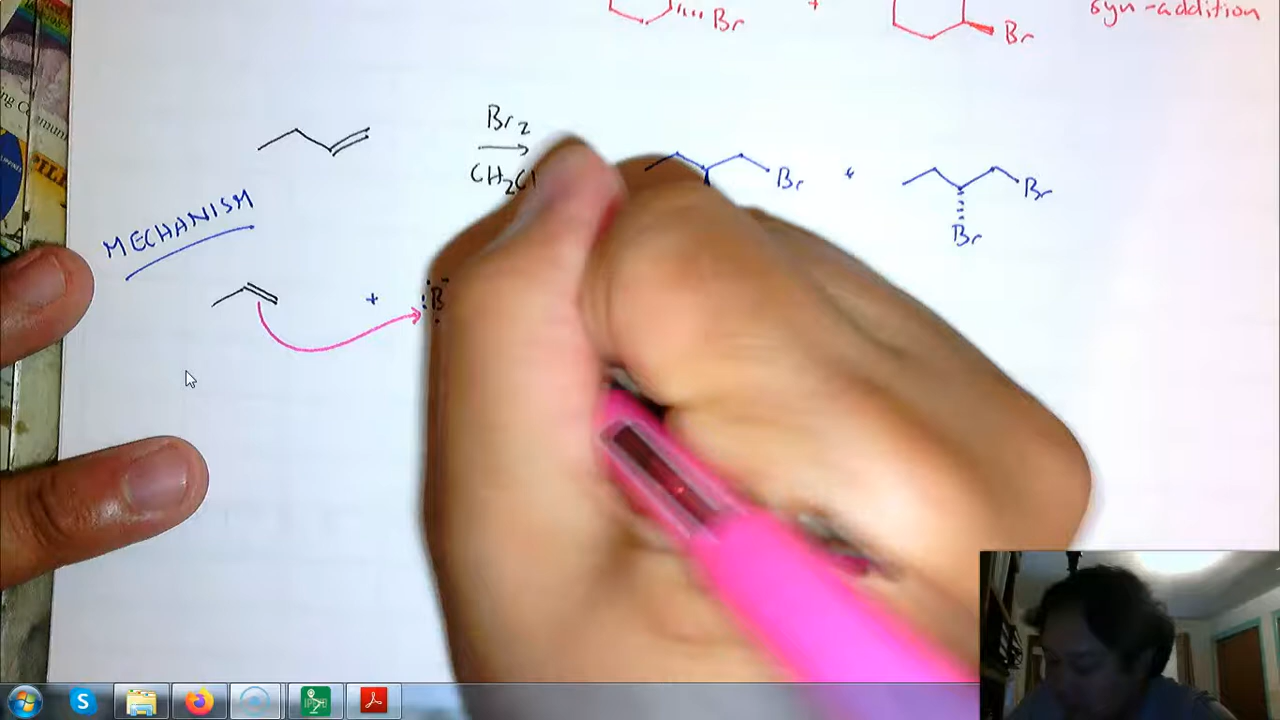 Br + Br syn-addition
Br2
CH2Cl
Br + Br
Br
MECHANISM
+ :B